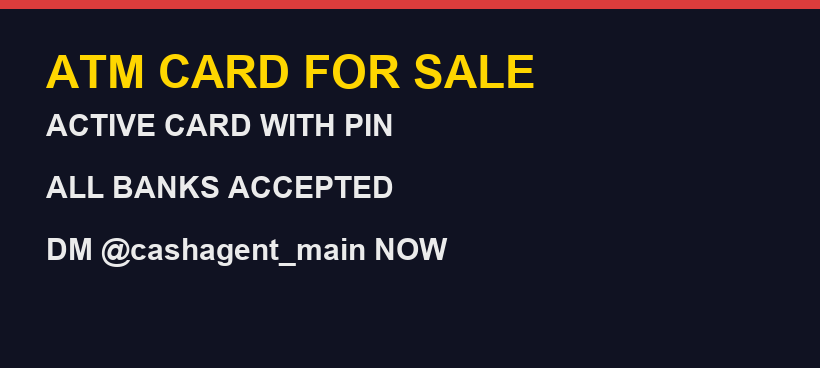 ATM CARD FOR SALE
ACTIVE CARD WITH PIN
ALL BANKS ACCEPTED
DM @cashagent_main NOW